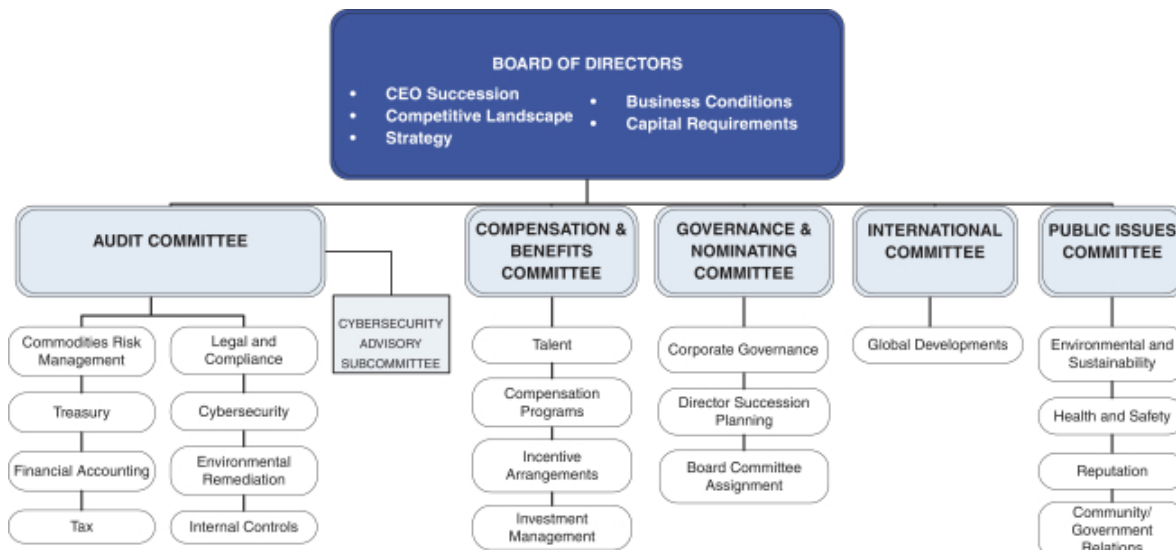 BOARD OF DIRECTORS
• CEO Succession
• Competitive Landscape
• Strategy
• Business Conditions
• Capital Requirements
AUDIT COMMITTEE
COMPENSATION &
BENEFITS
COMMITTEE
GOVERNANCE &
NOMINATING
COMMITTEE
INTERNATIONAL
COMMITTEE
PUBLIC ISSUES
COMMITTEE
CYBERSECURITY
ADVISORY
SUBCOMMITTEE
Commodities Risk
Management
Treasury
Financial Accounting
Tax
Legal and
Compliance
Cybersecurity
Environmental
Remediation
Internal Controls
Talent
Compensation
Programs
Incentive
Arrangements
Investment
Management
Corporate Governance
Director Succession
Planning
Board Committee
Assignment
Global Developments
Environmental and
Sustainability
Health and Safety
Reputation
Community/
Government
Relations